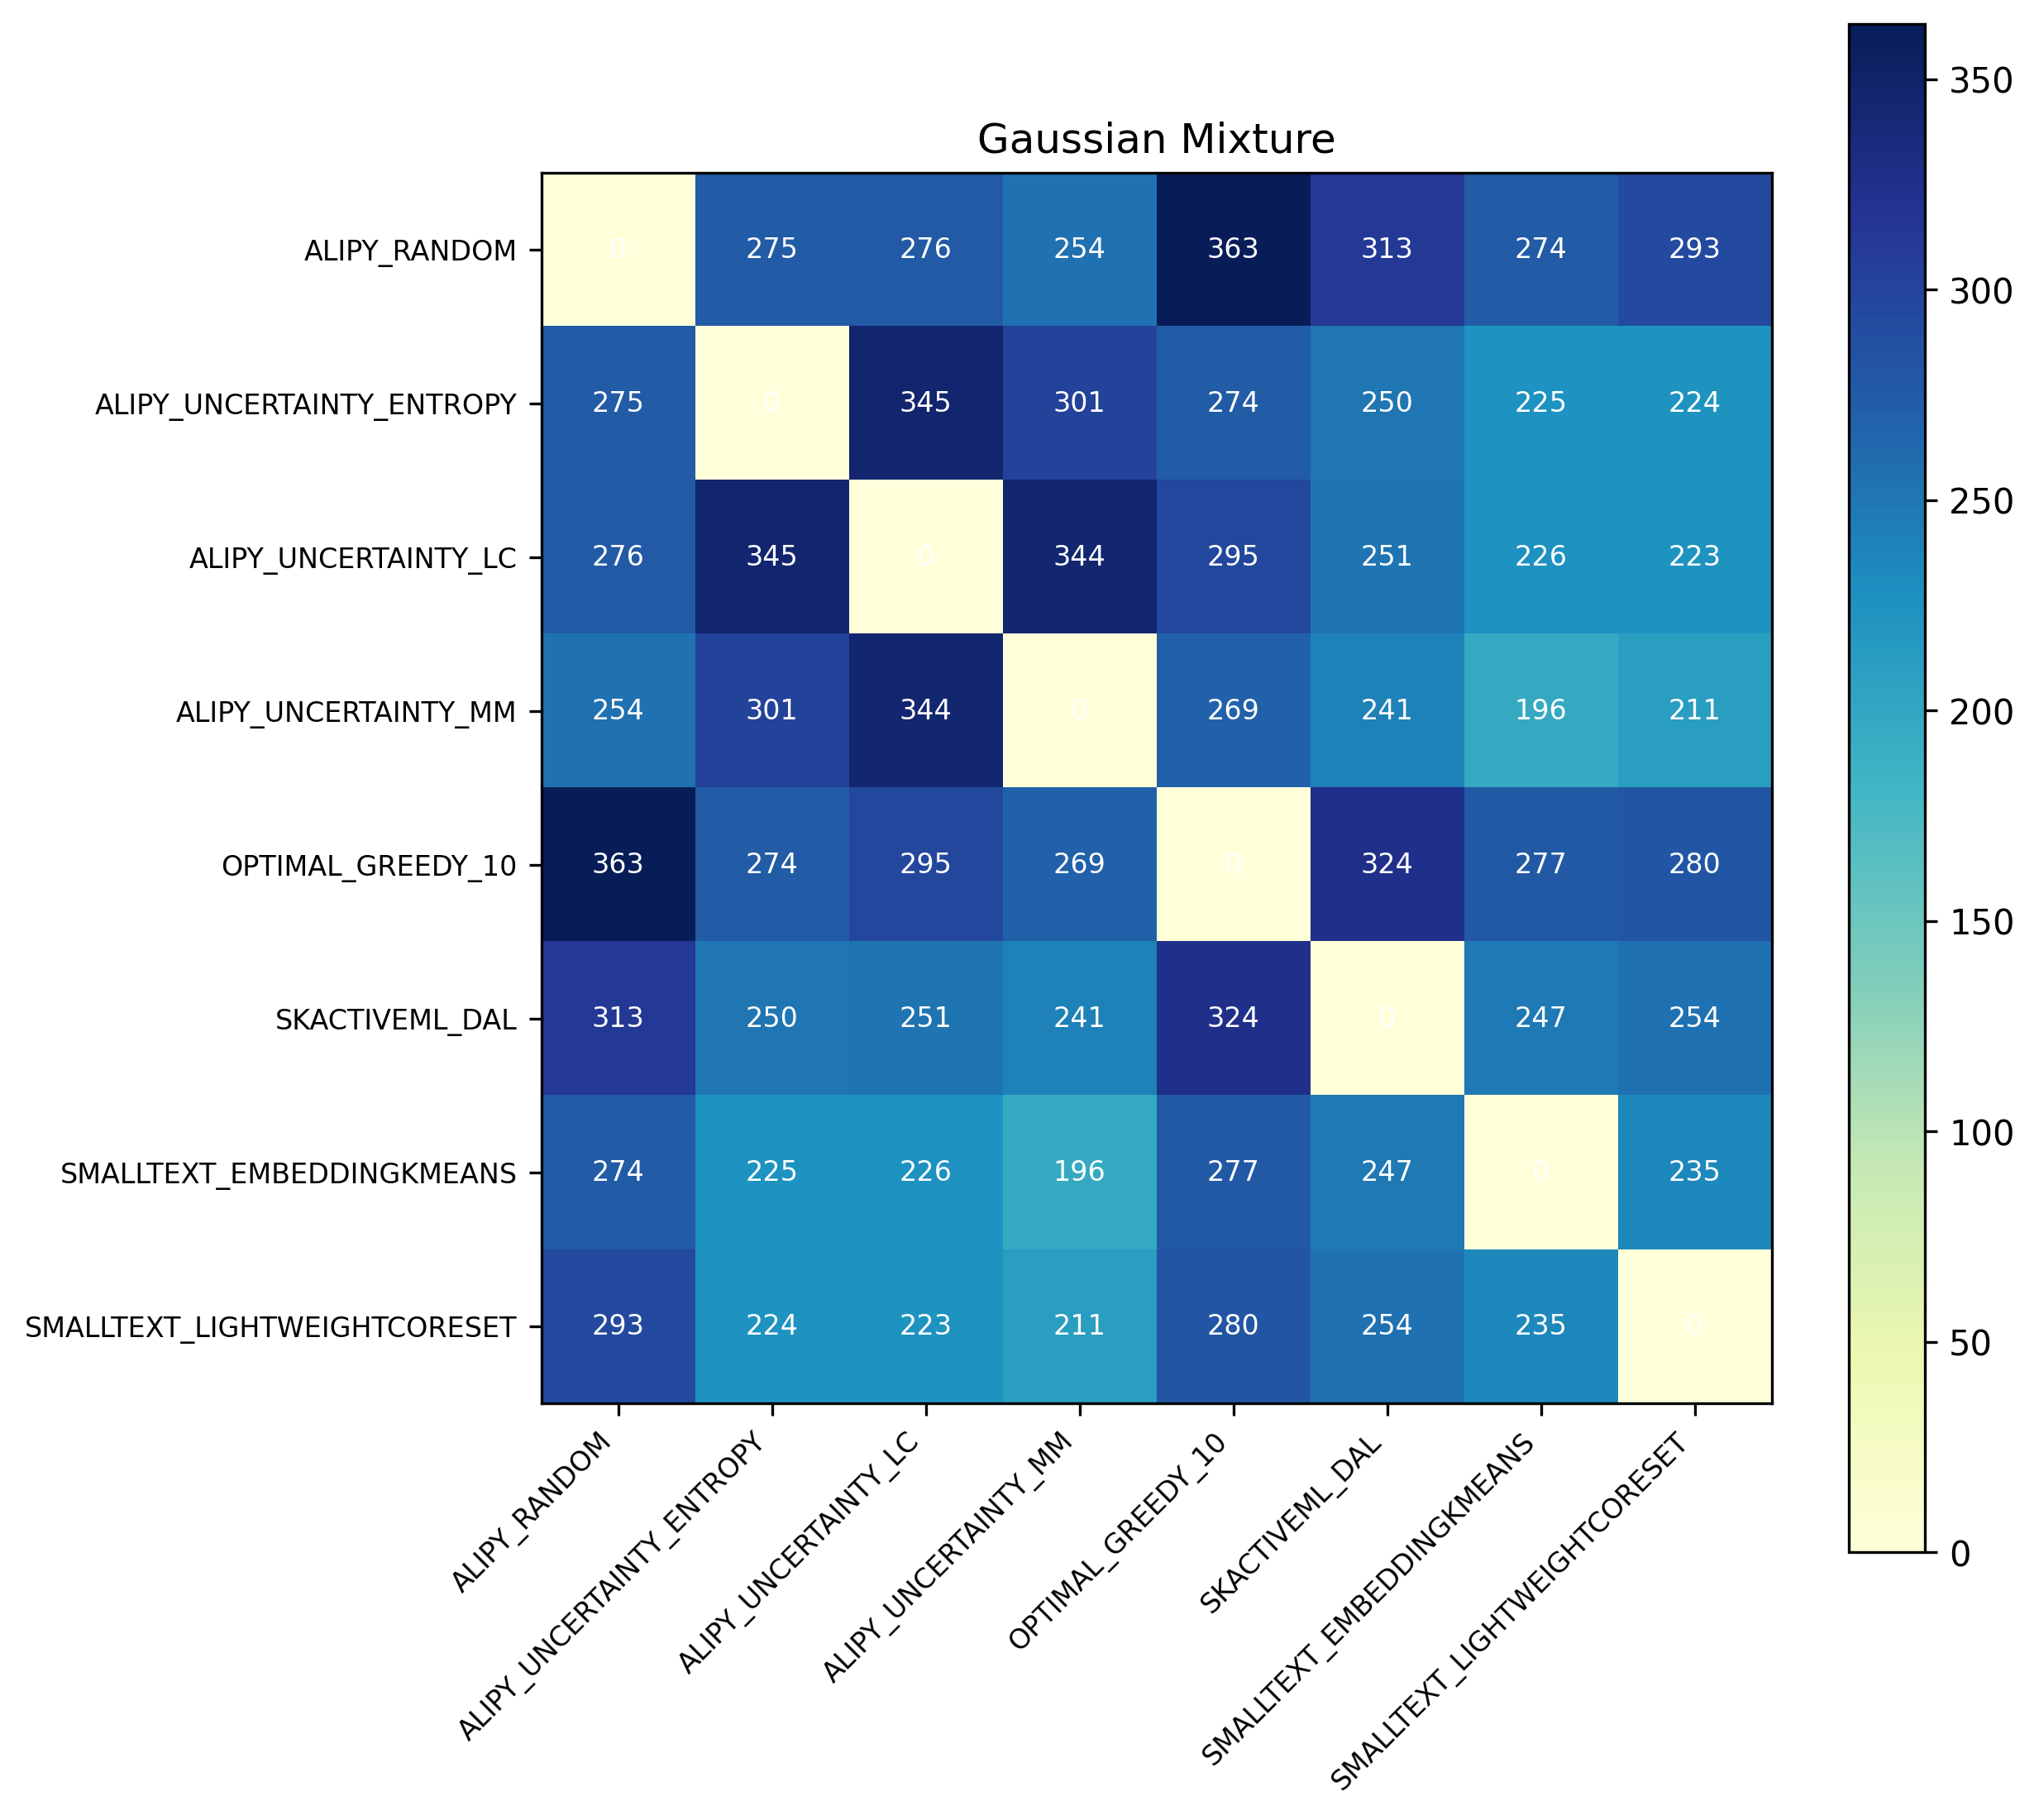 Gaussian Mixture
ALIPY_RANDOM 0 275 276 254 363 313 274 293
ALIPY_UNCERTAINTY_ENTROPY 275 0 345 301 274 250 225 224
ALIPY_UNCERTAINTY_LC 276 345 0 344 295 251 226 223
ALIPY_UNCERTAINTY_MM 254 301 344 0 269 241 196 211
OPTIMAL_GREEDY_10 363 274 295 269 0 324 277 280
SKACTIVEML_DAL 313 250 251 241 324 0 247 254
SMALLTEXT_EMBEDDINGKMEANS 274 225 226 196 277 247 0 235
SMALLTEXT_LIGHTWEIGHTCORESET 293 224 223 211 280 254 235 0
ALIPY_RANDOM
ALIPY_UNCERTAINTY_ENTROPY
ALIPY_UNCERTAINTY_LC
ALIPY_UNCERTAINTY_MM
OPTIMAL_GREEDY_10
SKACTIVEML_DAL
SMALLTEXT_EMBEDDINGKMEANS
SMALLTEXT_LIGHTWEIGHTCORESET
350
300
250
200
150
100
50
0